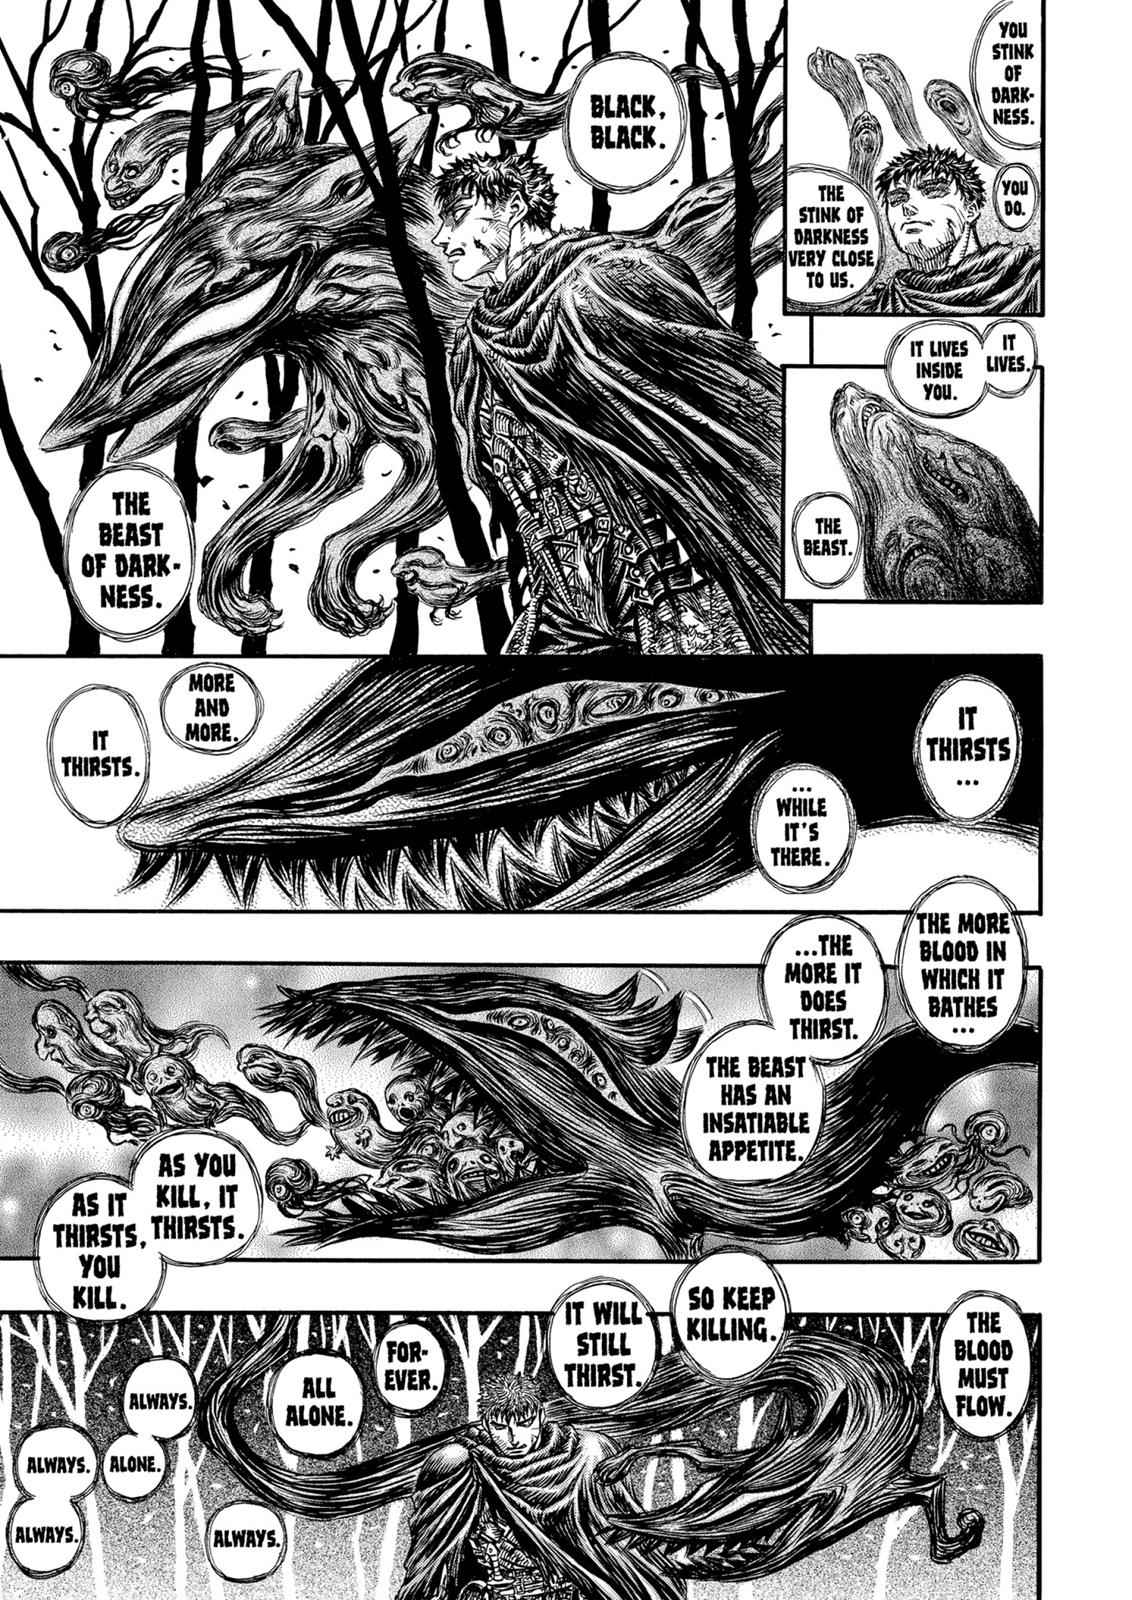 YOU
STINK
OF
DARK-
NESS.
YOU
DO.
THE
STINK OF
DARKNESS
VERY CLOSE
TO US.
IT
LIVES.
IT LIVES
INSIDE
YOU.
THE
BEAST.
BLACK,
BLACK.
THE
BEAST
OF DARK-
NESS.
IT
THIRSTS
...
...
WHILE
IT'S
THERE.
MORE
AND
MORE.
IT
THIRSTS.
THE MORE
BLOOD IN
WHICH IT
BATHES
...
...THE
MORE IT
DOES
THIRST.
THE BEAST
HAS AN
INSATIABLE
APPETITE.
AS YOU
KILL, IT
THIRSTS.
AS IT
THIRSTS,
YOU
KILL.
THE
BLOOD
MUST
FLOW.
SO KEEP
KILLING.
IT WILL
STILL
THIRST.
FOR-
EVER.
ALL
ALONE.
ALWAYS.
ALONE.
ALWAYS.
ALWAYS.
ALWAYS.